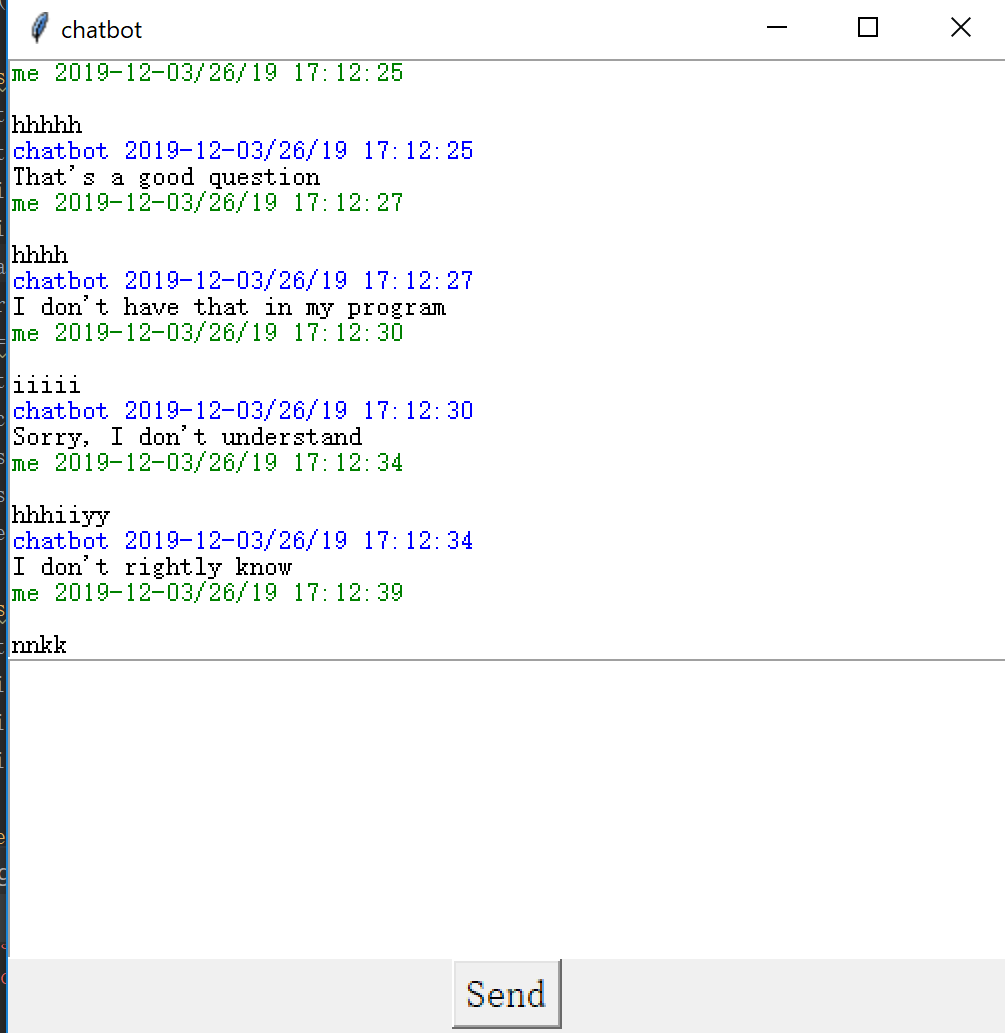 chatbot
me 2019-12-03/26/19 17:12:25
hhhhh
chatbot 2019-12-03/26/19 17:12:25
That's a good question
me 2019-12-03/26/19 17:12:27
hhhh
chatbot 2019-12-03/26/19 17:12:27
I don't have that in my program
me 2019-12-03/26/19 17:12:30
iiiii
chatbot 2019-12-03/26/19 17:12:30
Sorry, I don't understand
me 2019-12-03/26/19 17:12:34
hhhiiyy
chatbot 2019-12-03/26/19 17:12:34
I don't rightly know
me 2019-12-03/26/19 17:12:39
nnkk
Send